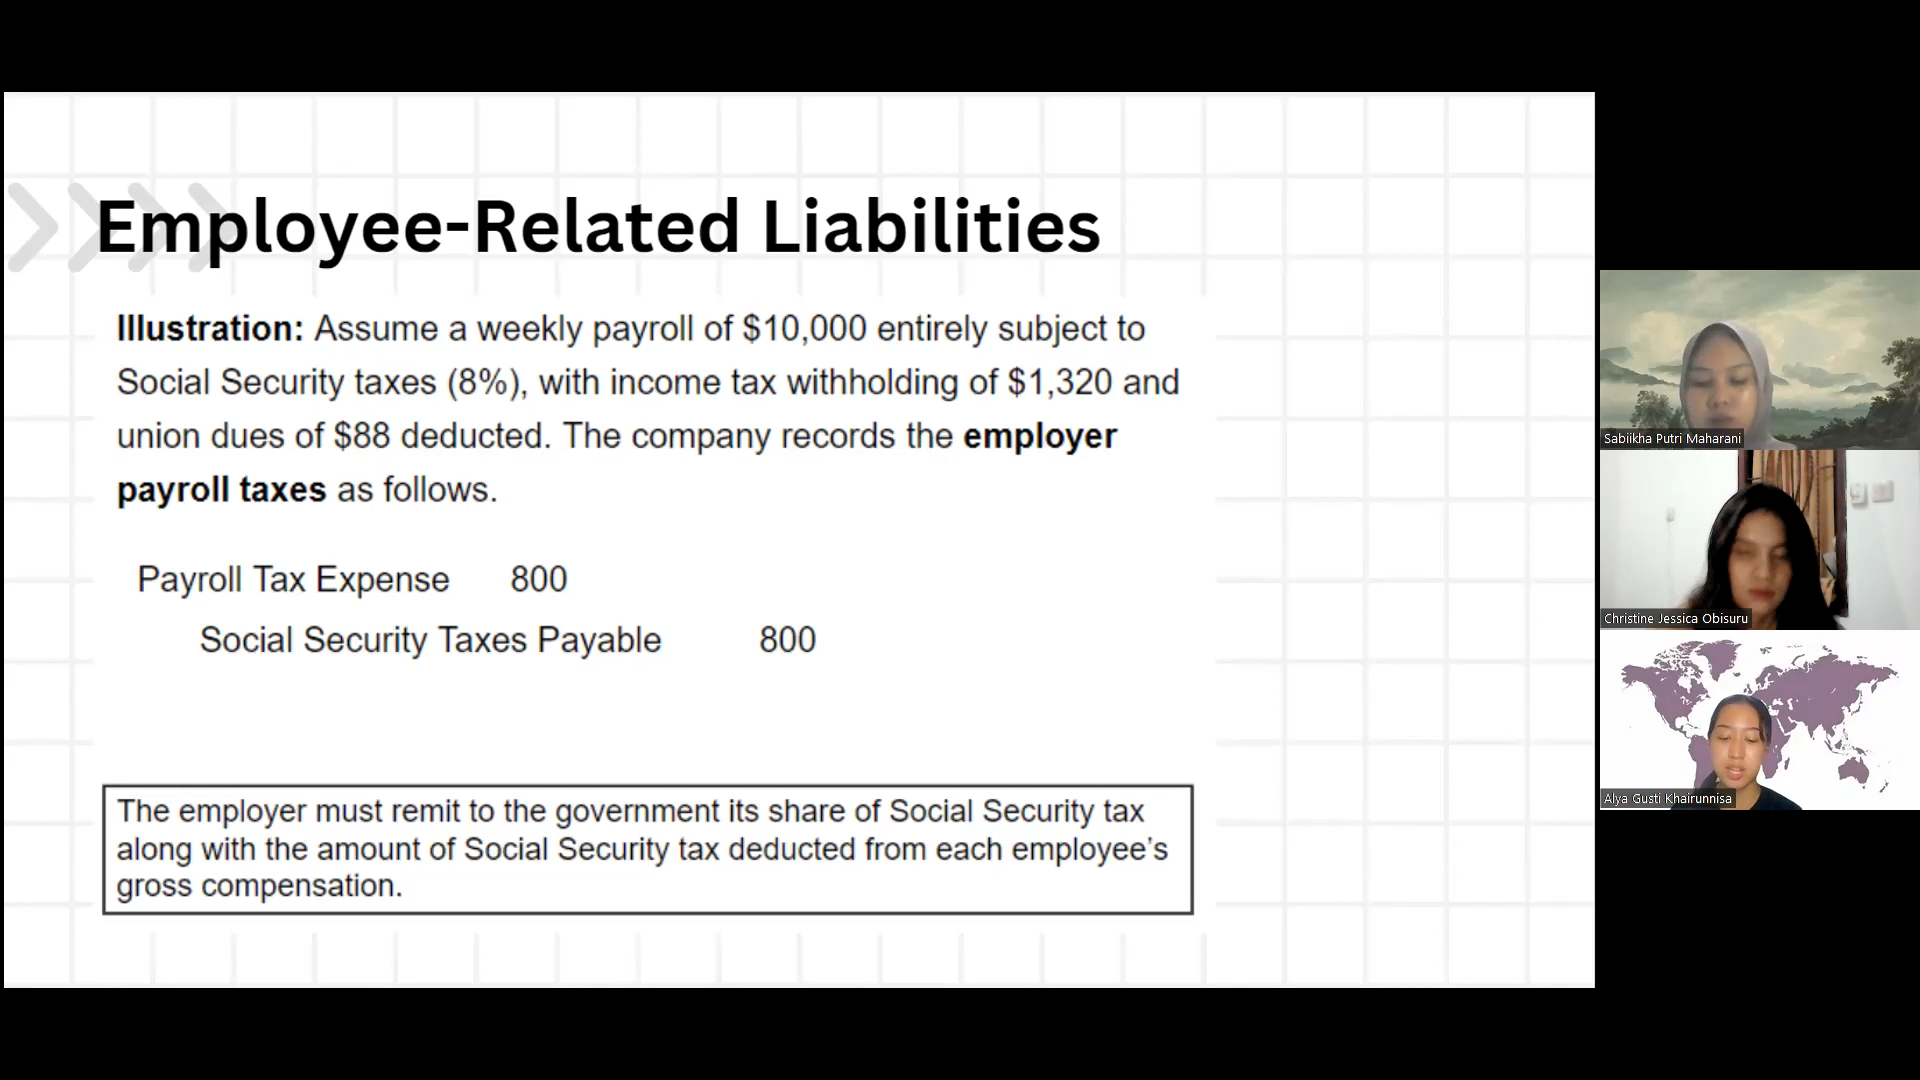 Employee-Related Liabilities
Illustration: Assume a weekly payroll of $10,000 entirely subject to
Social Security taxes (8%), with income tax withholding of $1,320 and
union dues of $88 deducted. The company records the employer
payroll taxes as follows.
Payroll Tax Expense 800
Social Security Taxes Payable 800
The employer must remit to the government its share of Social Security tax
along with the amount of Social Security tax deducted from each employee’s
gross compensation.
Sabiikha Putri Maharani
Christine Jessica Obisuru
Alya Gusti Khairunnisa